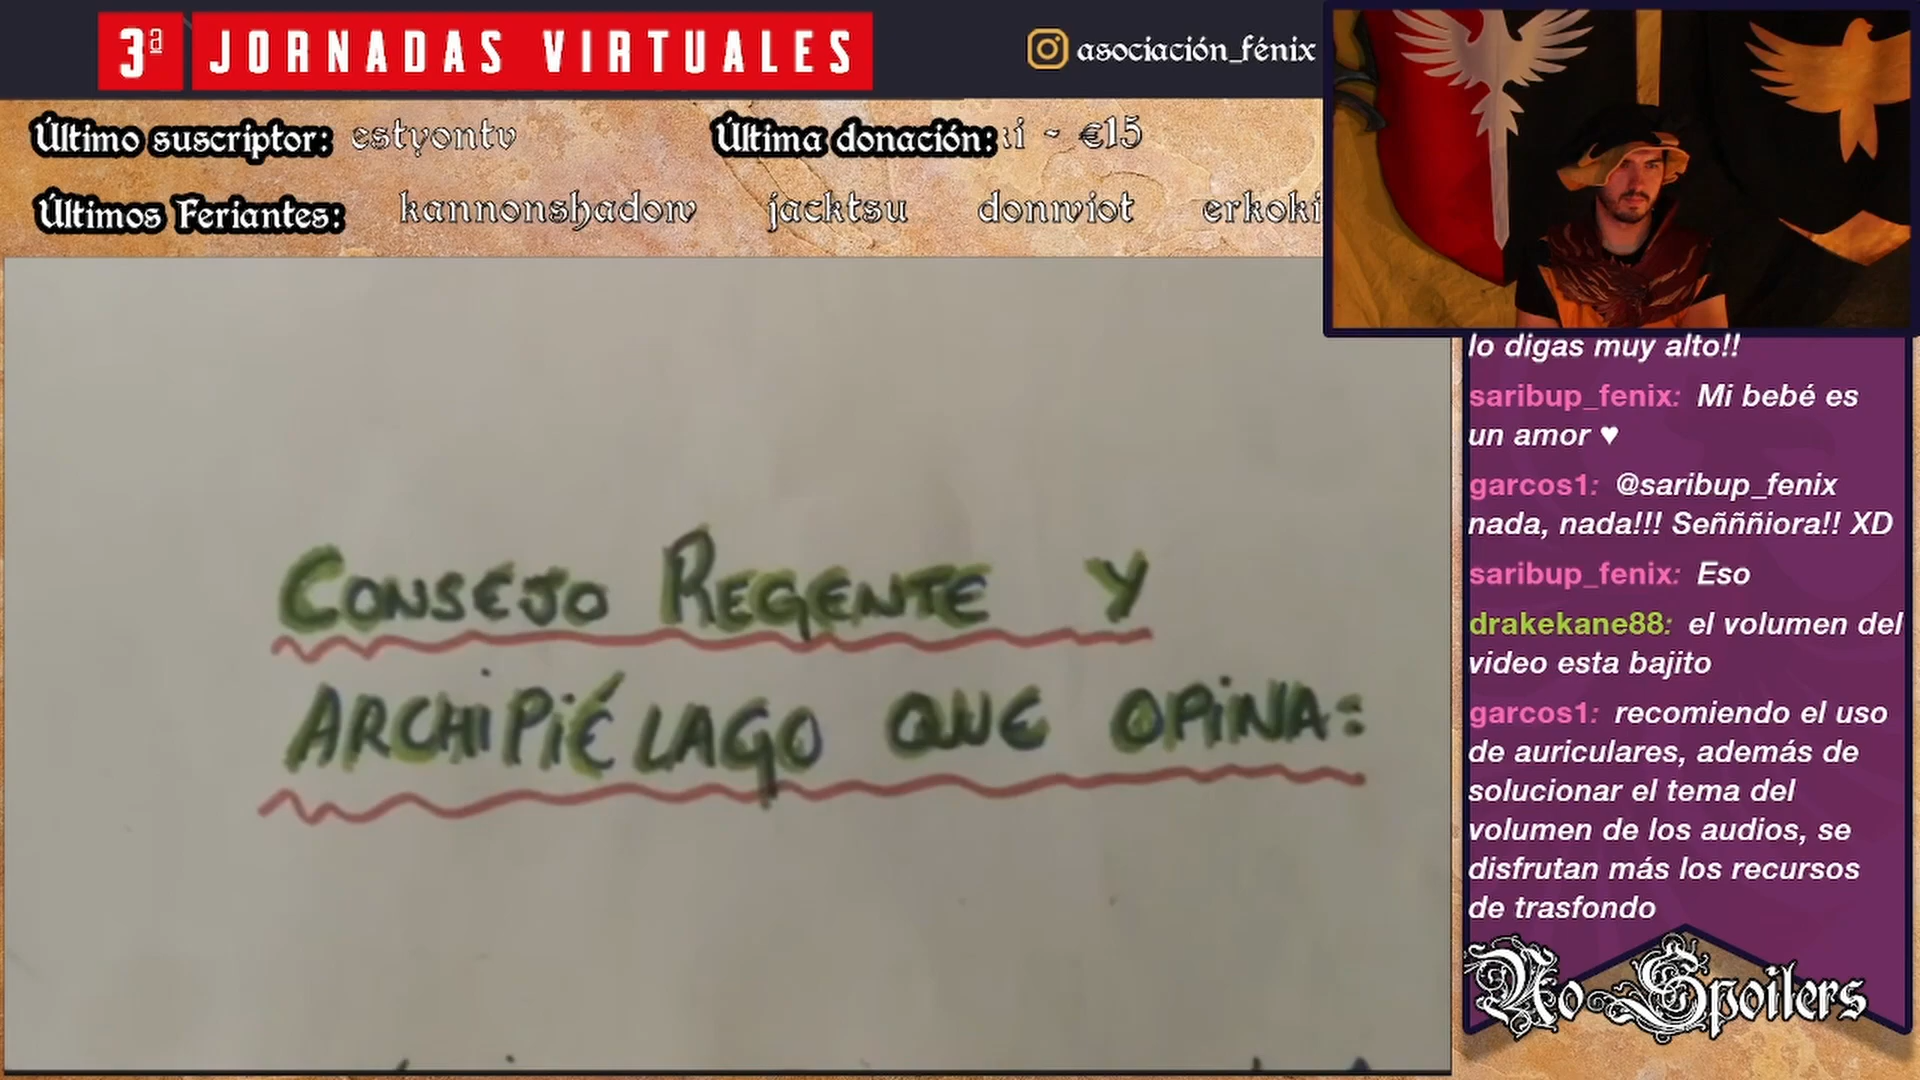 3ª JORNADAS VIRTUALES
asociación_fénix
Último suscriptor: estyontv
Última donación: ai - €15
Últimos Feriantes: kannonshadow jacktsu donwiot erkoki
CONSEJO REGENTE Y
ARCHIPIÉLAGO QUE OPINA:
lo digas muy alto!!
saribup_fenix: Mi bebé es
un amor ♥
garcos1: @saribup_fenix
nada, nada!!! Seññññiora!! XD
saribup_fenix: Eso
drakekane88: el volumen del
video esta bajito
garcos1: recomiendo el uso
de auriculares, además de
solucionar el tema del
volumen de los audios, se
disfrutan más los recursos
de trasfondo
No Spoilers